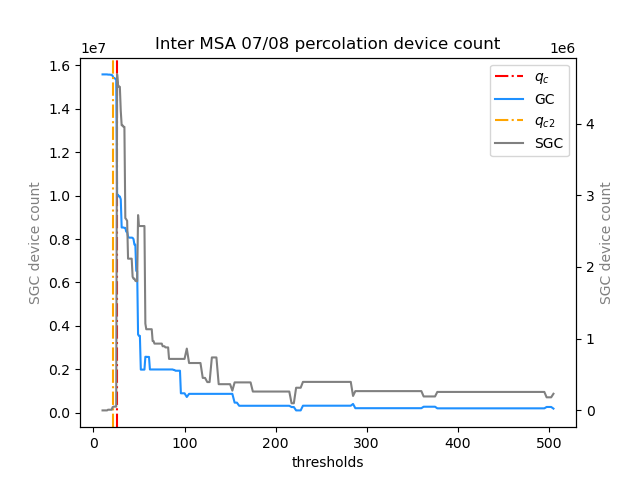 Inter MSA 07/08 percolation device count
1e7
1e6
1.6
1.4
1.2
1.0
0.8
0.6
0.4
0.2
0.0
SGC device count
0
100
200
300
400
500
thresholds
4
3
2
1
0
SGC device count
q_c
GC
q_{c2}
SGC